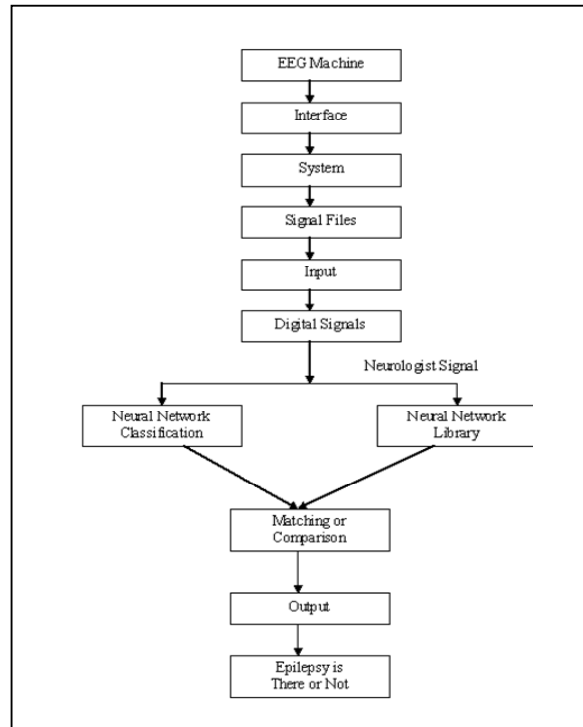 EEG Machine
Interface
System
Signal Files
Input
Digital Signals
Neurologist Signal
Neural Network
Classification
Neural Network
Library
Matching or
Comparison
Output
Epilepsy is
There or Not